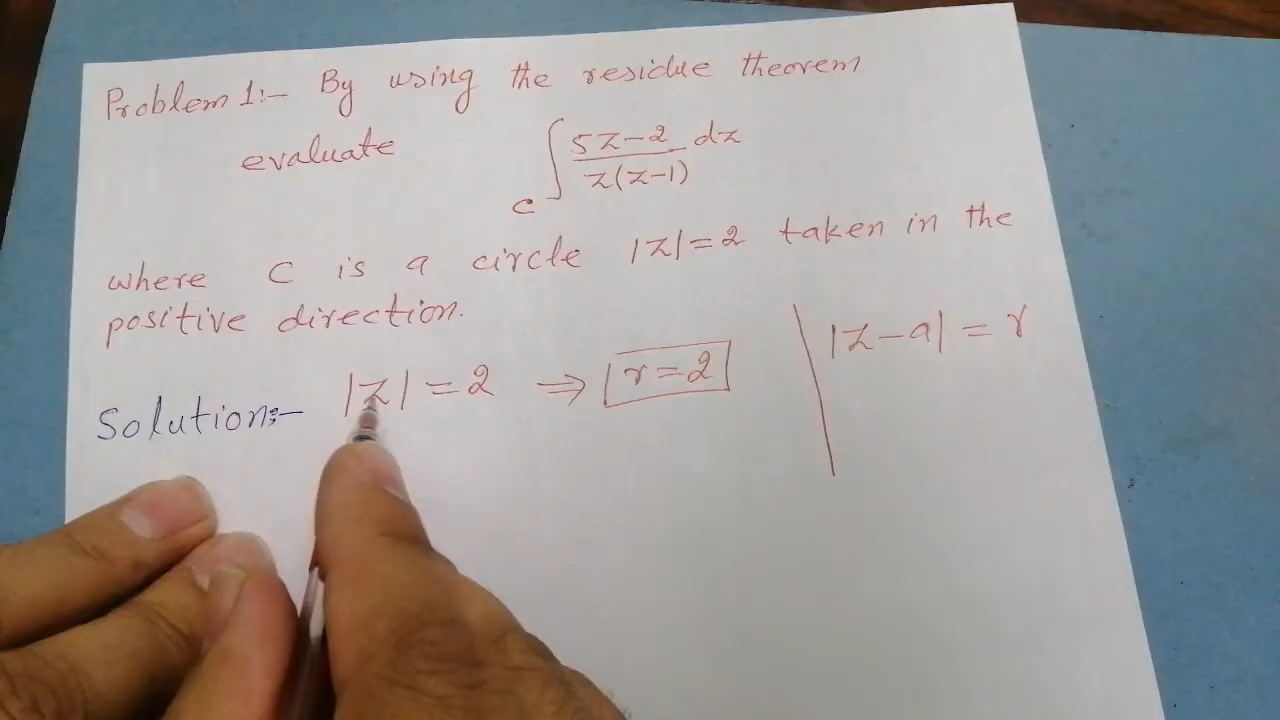 Problem 1:- By using the residue theorem
evaluate ∫c 5z-2/z(z-1) dz
where C is a circle |z|=2 taken in the
positive direction.
Solution:- |z| = 2 ⇒ r=2
|z-a| = r